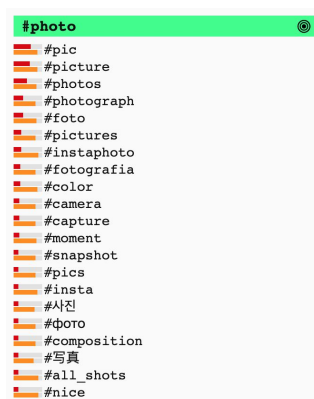 #photo
#pic
#picture
#photos
#photograph
#foto
#pictures
#instaphoto
#fotografia
#color
#camera
#capture
#moment
#snapshot
#pics
#insta
#사진
#фото
#composition
#写真
#all_shots
#nice